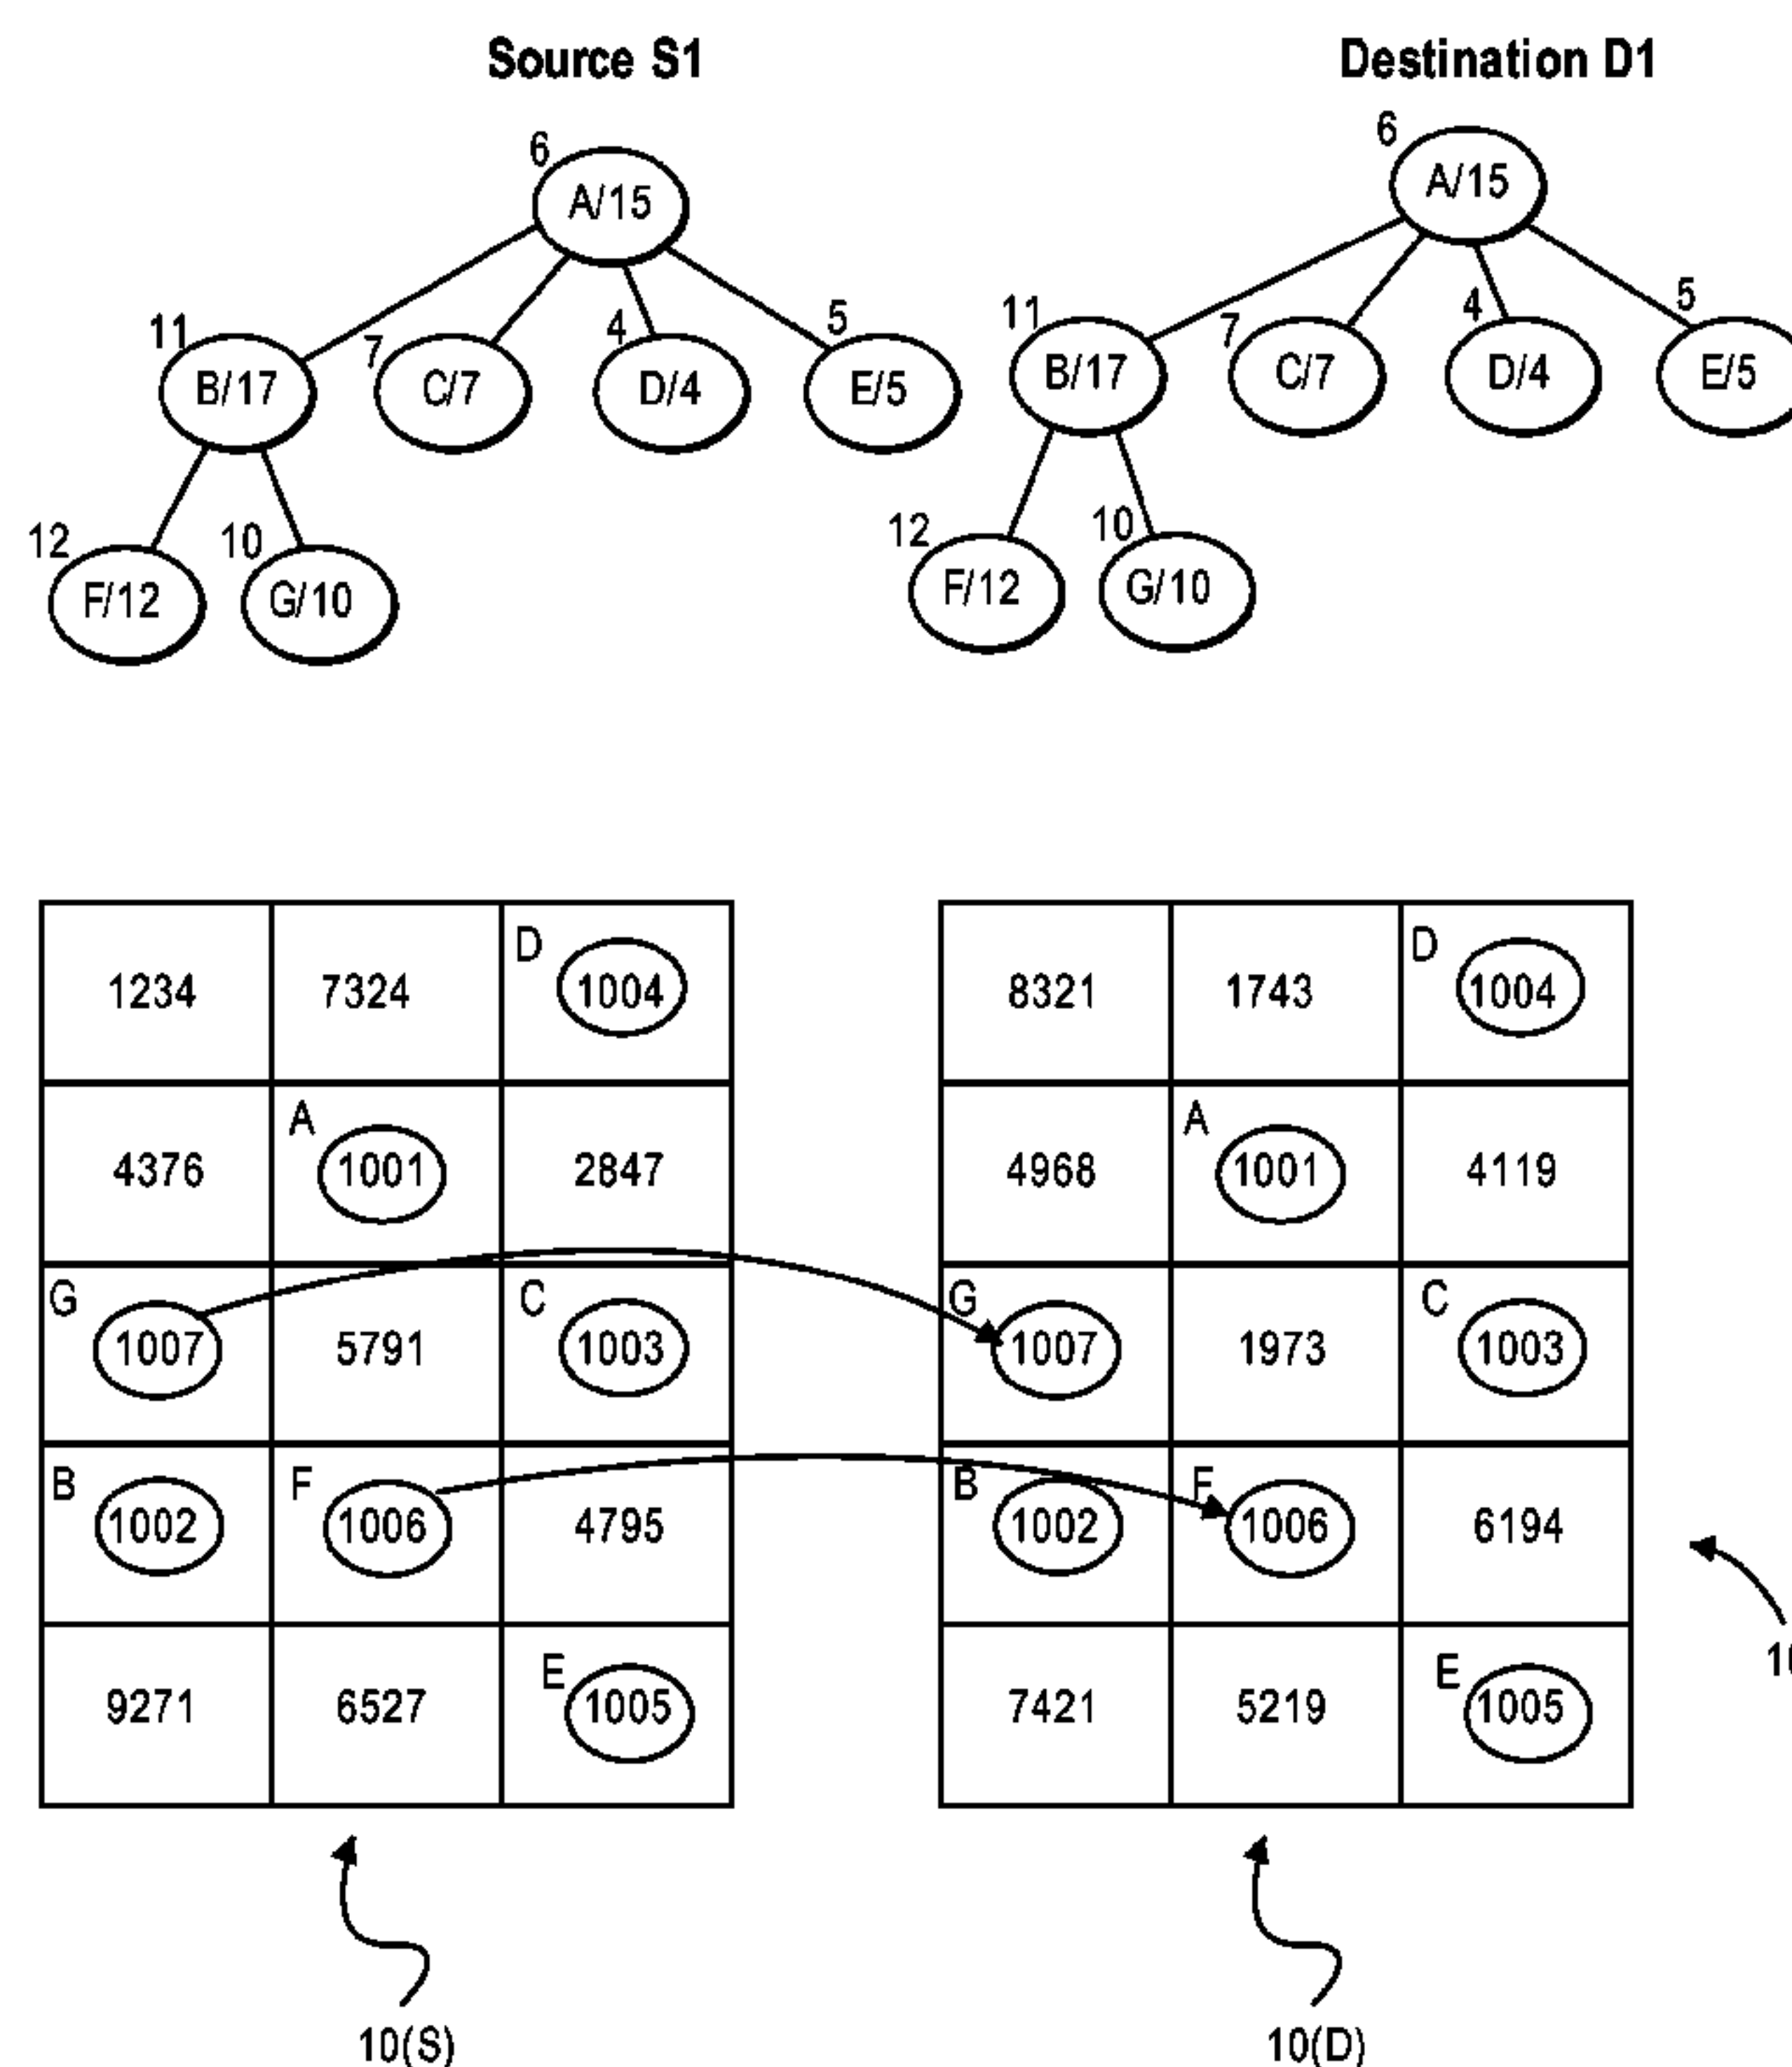 Source S1
Destination D1
6
A/15
11
7
4
5
B/17
C/7
D/4
E/5
12
10
F/12
G/10
6
A/15
11
7
4
5
B/17
C/7
D/4
E/5
12
10
F/12
G/10
1234 7324 D 1004
4376 A 1001 2847
G 1007 5791 C 1003
B 1002 F 1006 4795
9271 6527 E 1005
10(S)
8321 1743 D 1004
4968 A 1001 4119
G 1007 1973 C 1003
B 1002 F 1006 6194
7421 5219 E 1005
10(D)